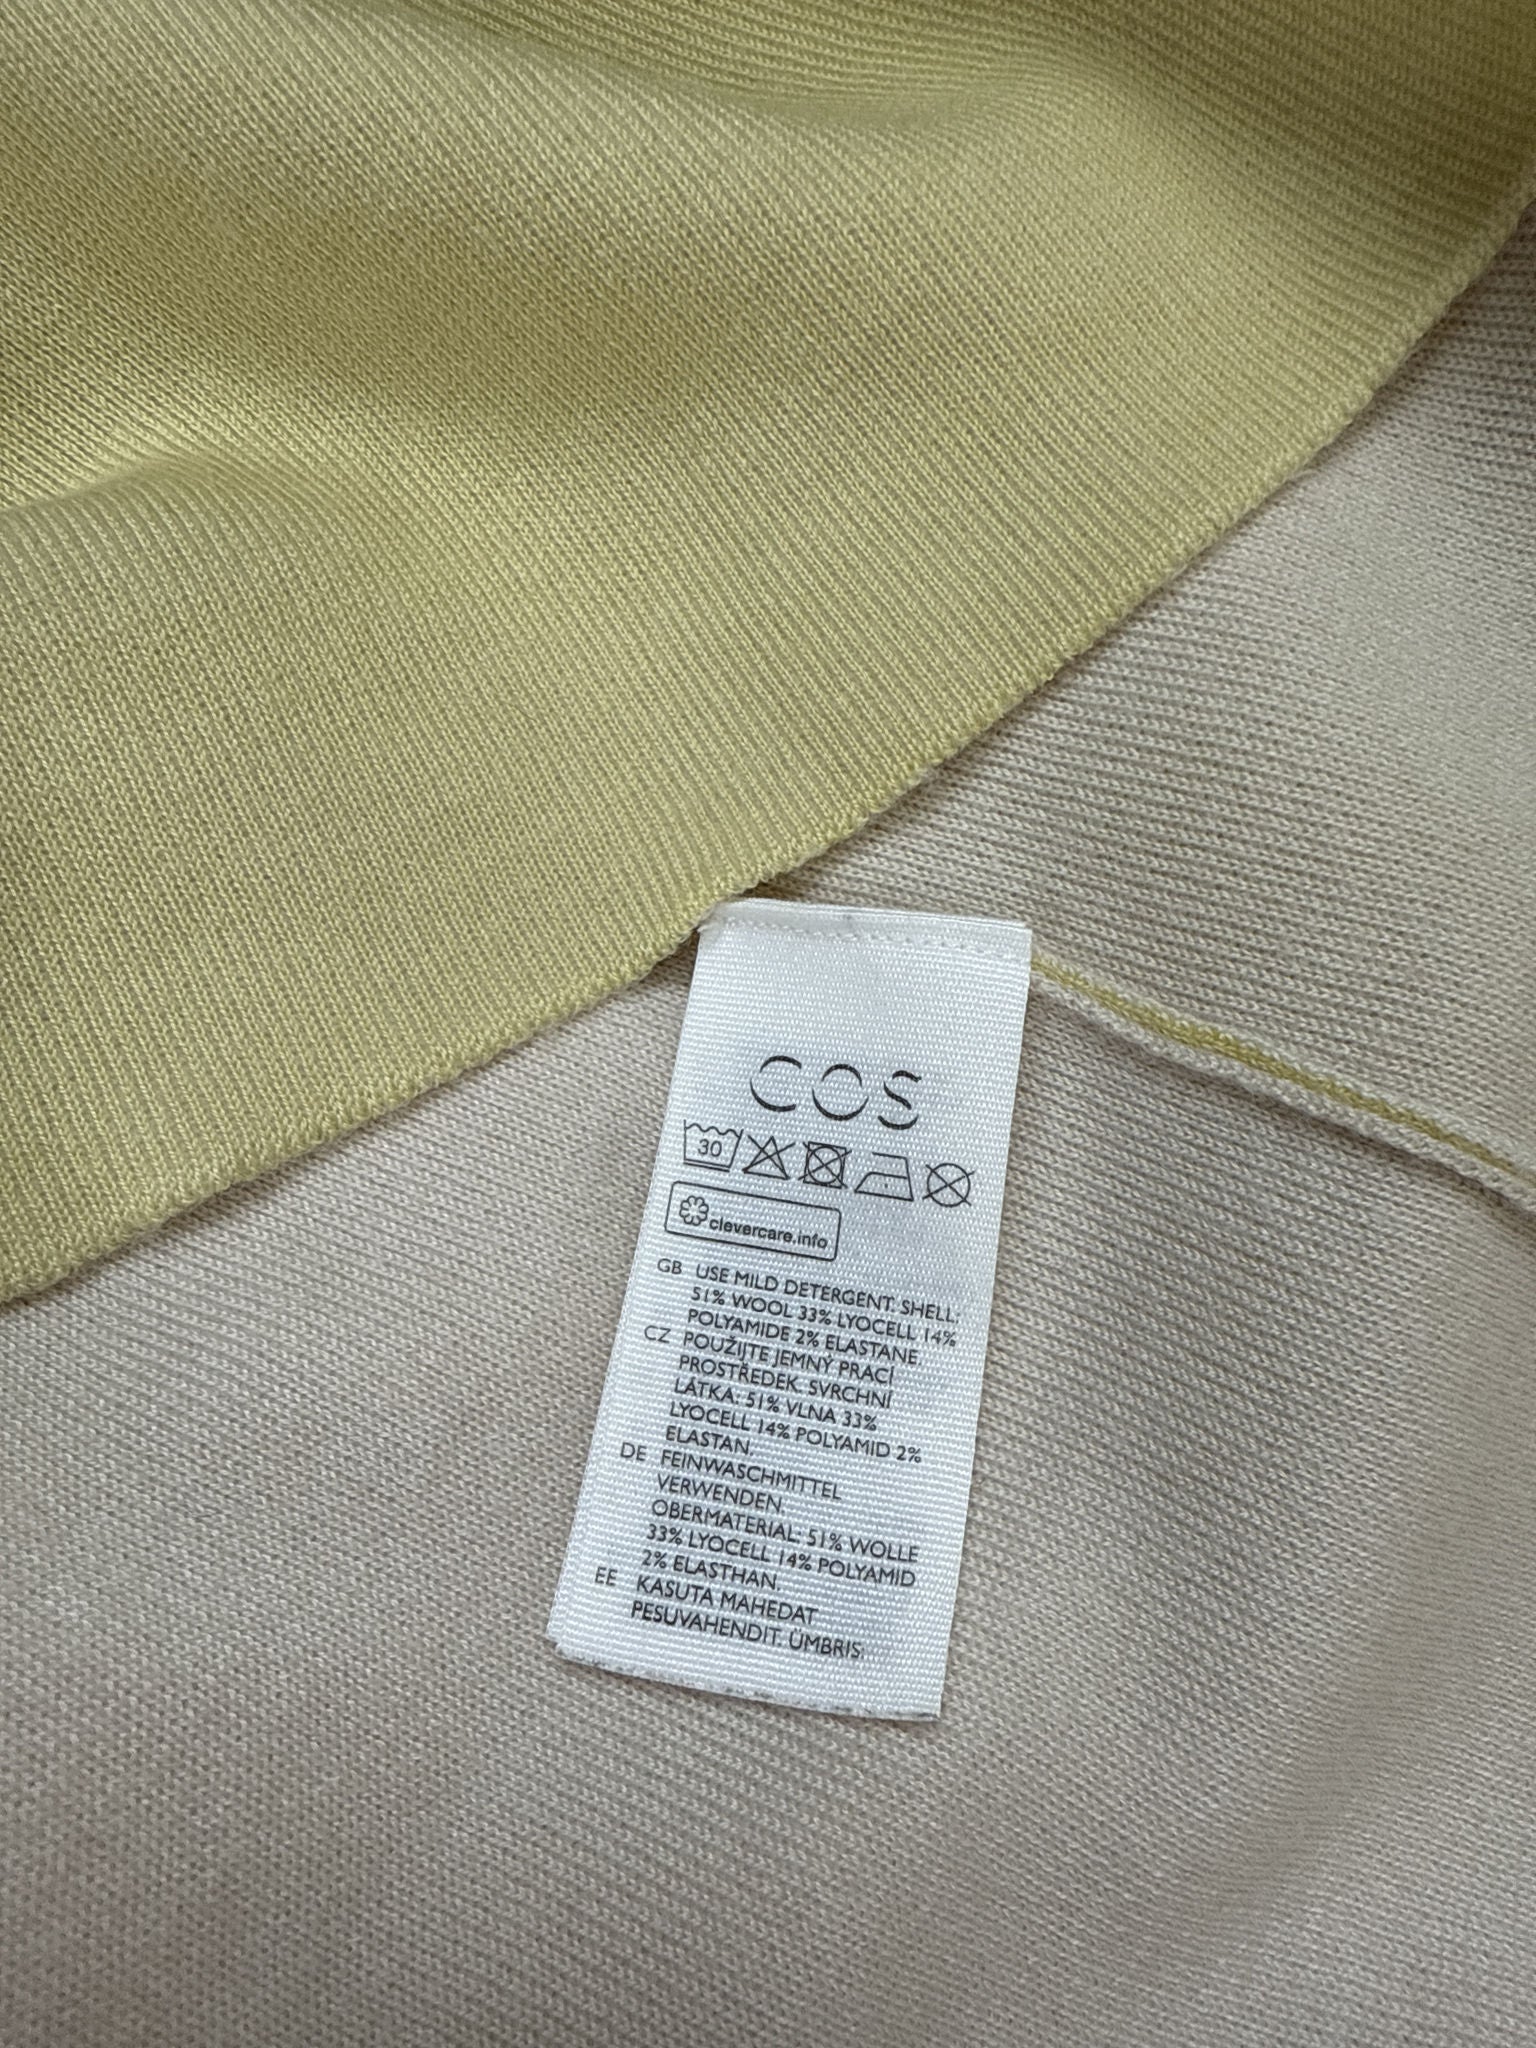 COS
30
clevercare.info
GB USE MILD DETERGENT. SHELL:
51% WOOL 33% LYOCELL 14%
POLYAMIDE 2% ELASTANE.
CZ POUŽIJTE JEMNÝ PRACÍ
PROSTŘEDEK. SVRCHNÍ
LÁTKA: 51% VLNA 33%
LYOCELL 14% POLYAMID 2%
ELASTAN.
DE FEINWASCHMITTEL
VERWENDEN.
OBERMATERIAL: 51% WOLLE
33% LYOCELL 14% POLYAMID
2% ELASTHAN.
EE KASUTA MAHEDAT
PESUVAHENDIT. ÜMBRIS: